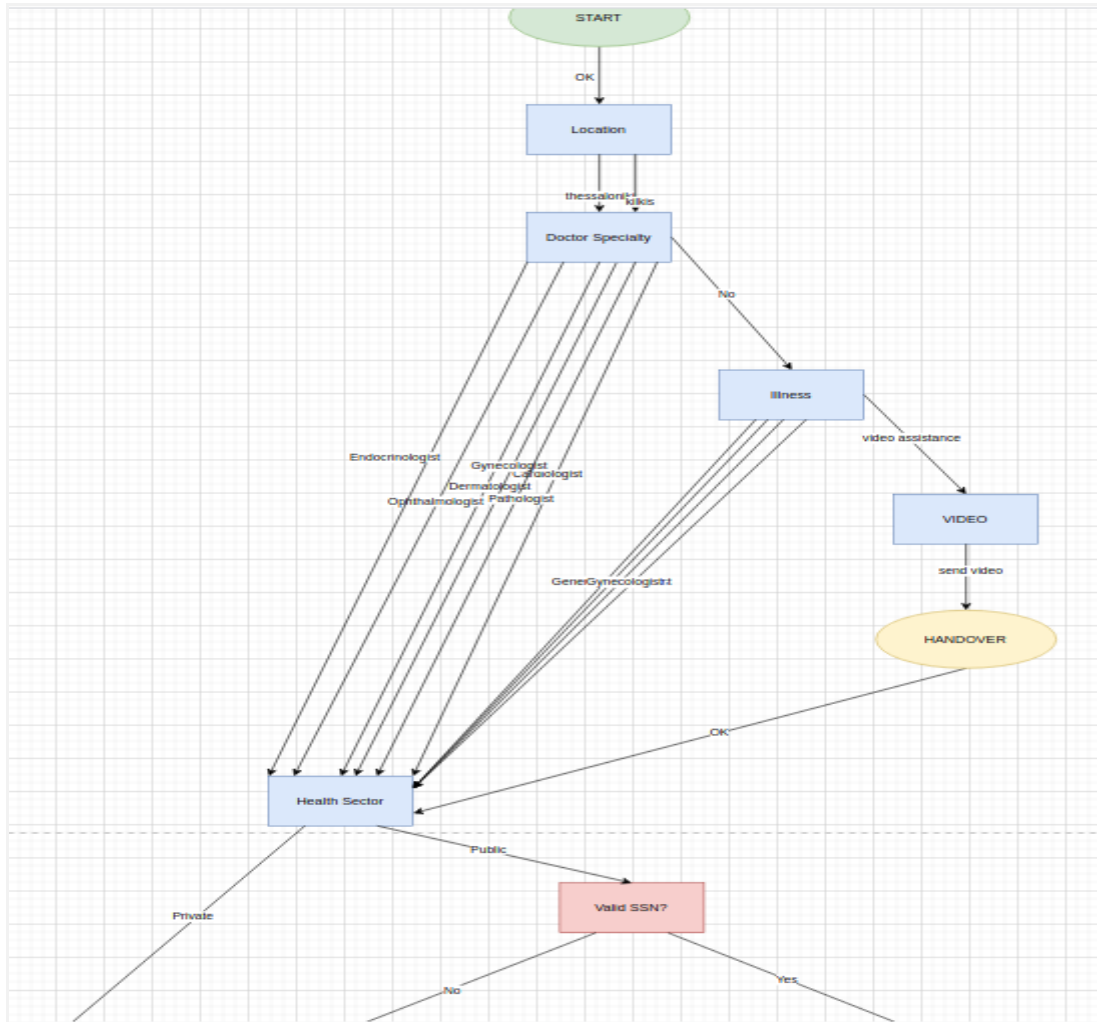 START
OK
Location
thessaloniki
kilkis
Doctor Specialty
No
Illness
video assistance
Endocrinologist
Gynecologist
Cardiologist
Dermatologist
Ophthalmologist
Pathologist
VIDEO
send video
Gynecologist
HANDOVER
OK
Health Sector
Public
Valid SSN?
Private
No
Yes